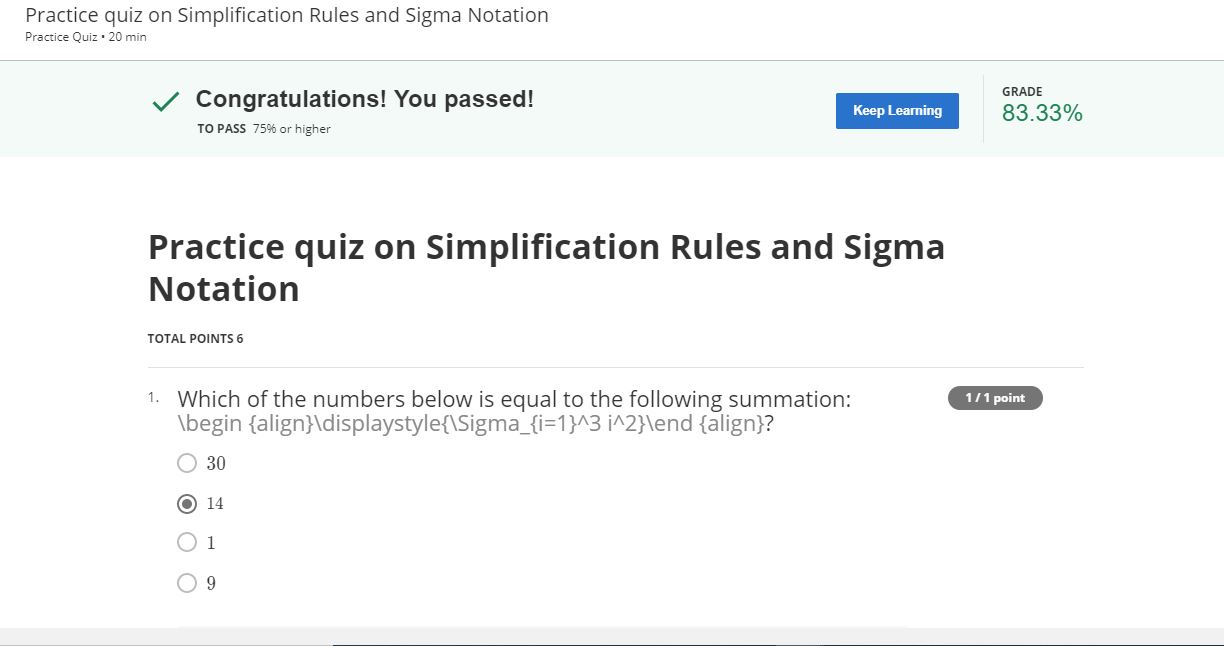 Practice quiz on Simplification Rules and Sigma Notation
Practice Quiz • 20 min
Congratulations! You passed!
TO PASS 75% or higher
Keep Learning
GRADE
83.33%
Practice quiz on Simplification Rules and Sigma
Notation
TOTAL POINTS 6
1. Which of the numbers below is equal to the following summation:
\begin {align}\displaystyle{\Sigma_{i=1}^3 i^2}\end {align}?
1 / 1 point
30
14
1
9